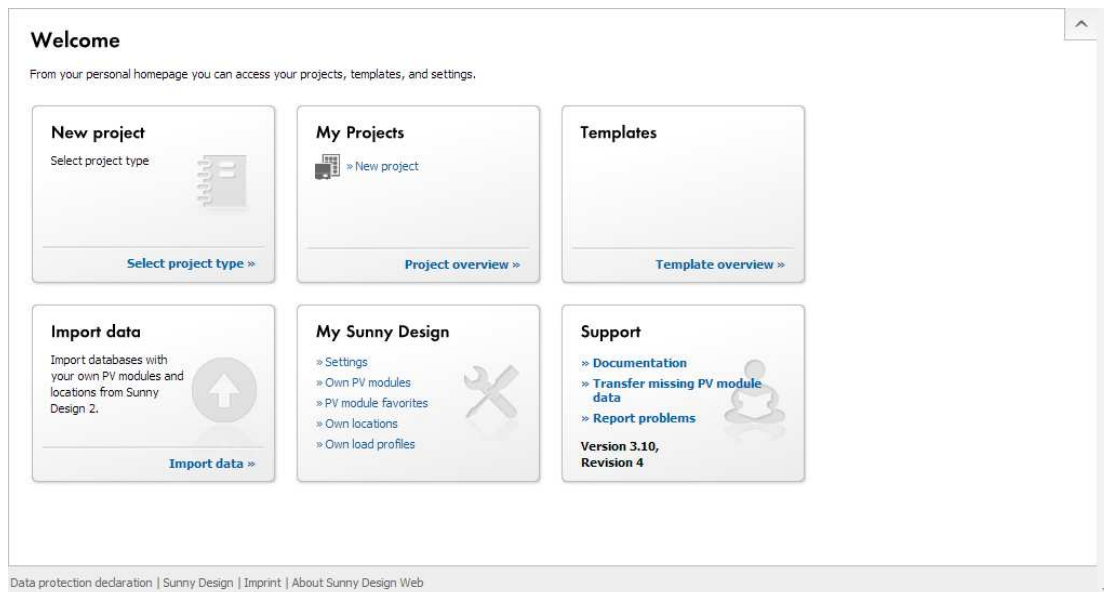 Welcome
From your personal homepage you can access your projects, templates, and settings.
New project
Select project type
Select project type »
My Projects
» New project
Project overview »
Templates
Template overview »
Import data
Import databases with
your own PV modules and
locations from Sunny
Design 2.
Import data »
My Sunny Design
» Settings
» Own PV modules
» PV module favorites
» Own locations
» Own load profiles
Support
» Documentation
» Transfer missing PV module
data
» Report problems
Version 3.10,
Revision 4
Data protection declaration | Sunny Design | Imprint | About Sunny Design Web